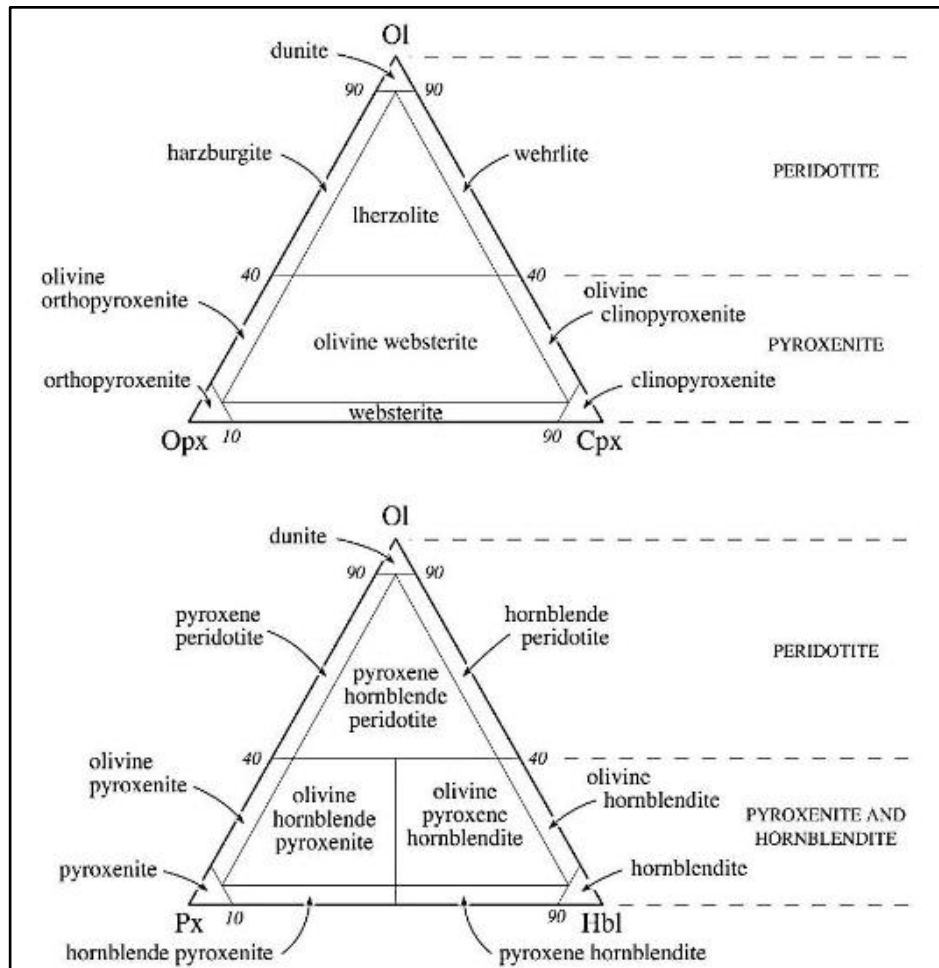 Ol
dunite
90
90
harzburgite
wehrlite
PERIDOTITE
lherzolite
40
40
olivine
orthopyroxenite
olivine
clinopyroxenite
olivine websterite
PYROXENITE
orthopyroxenite
clinopyroxenite
websterite
Opx
10
90
Cpx
Ol
dunite
90
90
pyroxene
peridotite
hornblende
peridotite
PERIDOTITE
pyroxene
hornblende
peridotite
40
40
olivine
pyroxenite
olivine
hornblende
pyroxenite
olivine
pyroxene
hornblendite
olivine
hornblendite
PYROXENITE AND
HORNBLENDITE
pyroxenite
hornblendite
Px
10
90
Hbl
hornblende pyroxenite
pyroxene hornblendite